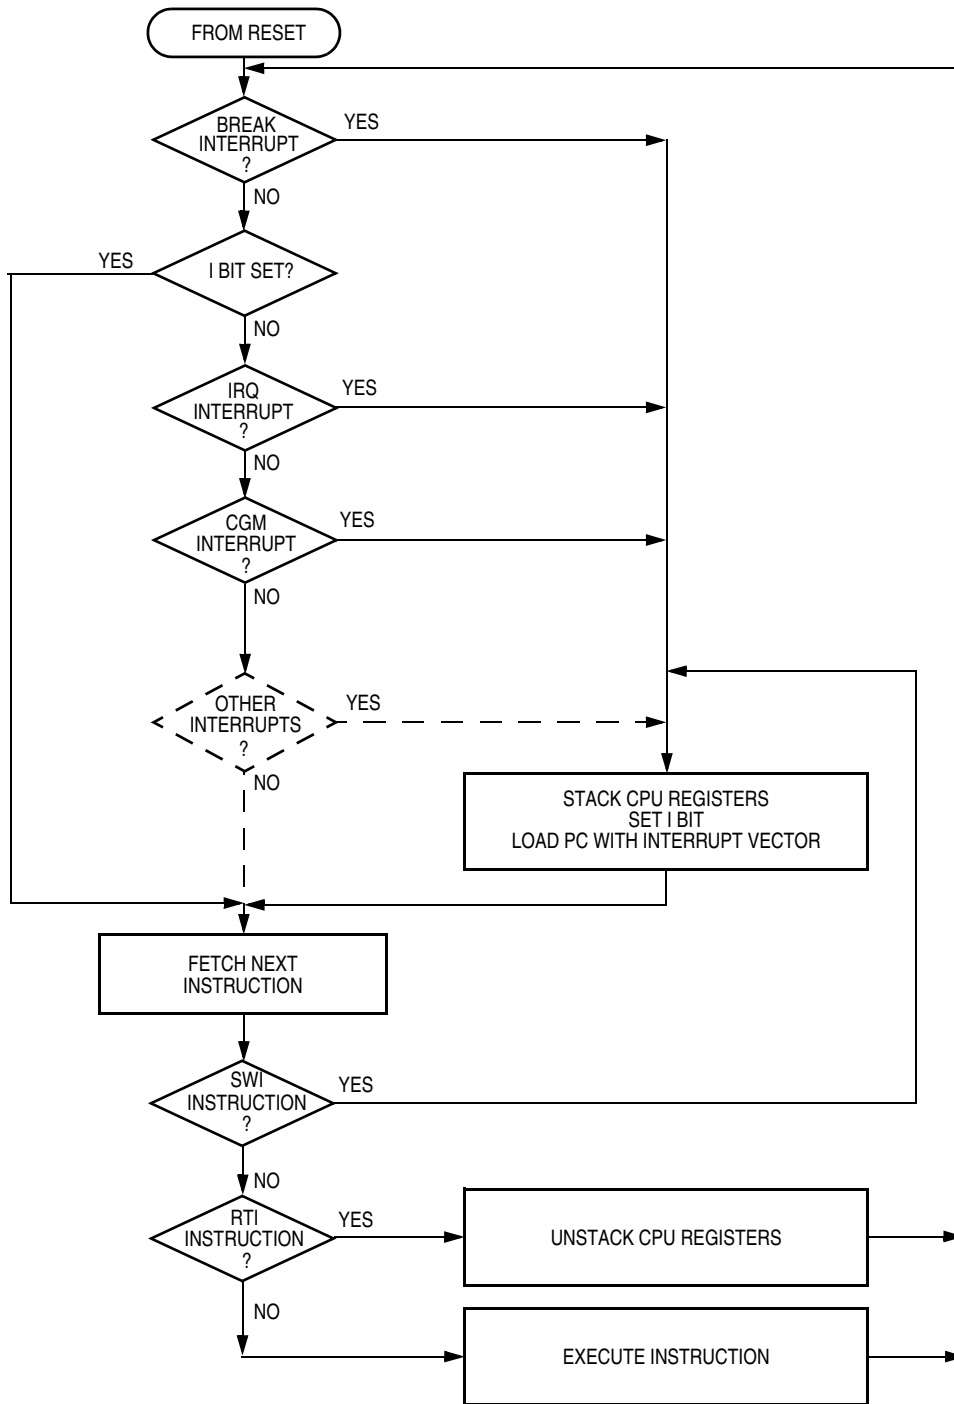 FROM RESET
BREAK
INTERRUPT
?
YES
NO
I BIT SET?
YES
NO
IRQ
INTERRUPT
?
YES
NO
CGM
INTERRUPT
?
YES
NO
OTHER
INTERRUPTS
?
YES
NO
STACK CPU REGISTERS
SET I BIT
LOAD PC WITH INTERRUPT VECTOR
FETCH NEXT
INSTRUCTION
SWI
INSTRUCTION
?
YES
NO
RTI
INSTRUCTION
?
YES
UNSTACK CPU REGISTERS
NO
EXECUTE INSTRUCTION